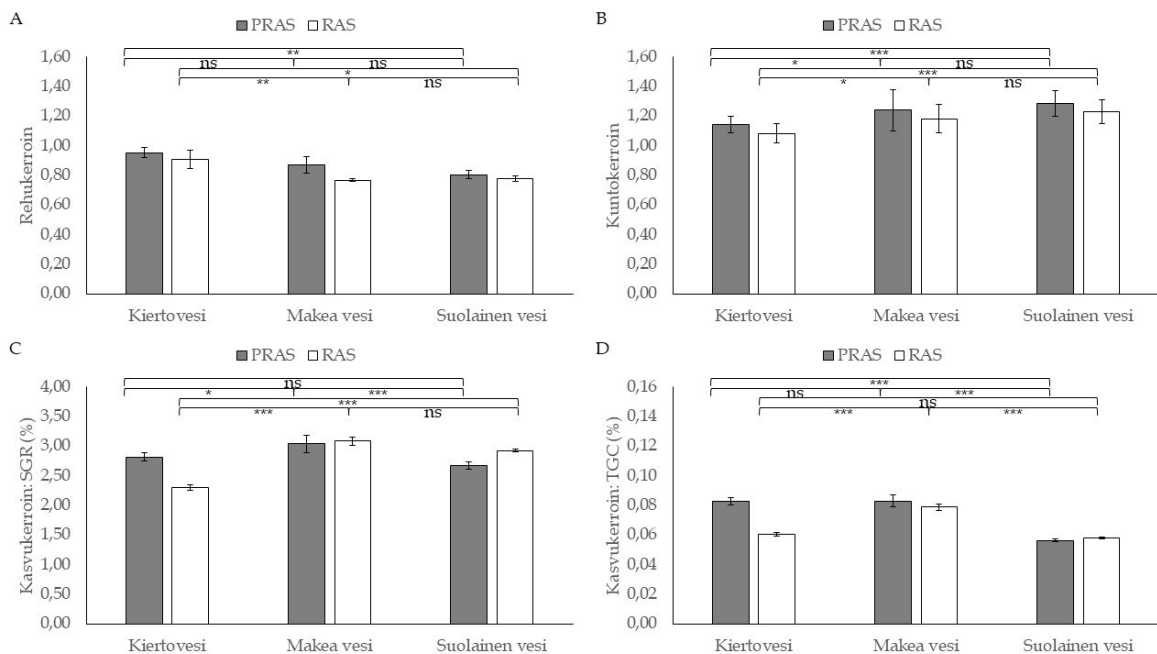 A
PRAS RAS
Rehukerroin
1,60
1,40
1,20
1,00
0,80
0,60
0,40
0,20
0,00
**
ns ns
*
** ns
Kiertovesi Makea vesi Suolainen vesi
B
PRAS RAS
Kuntokerroin
1,60
1,40
1,20
1,00
0,80
0,60
0,40
0,20
0,00
***
* ns
***
* ns
Kiertovesi Makea vesi Suolainen vesi
C
PRAS RAS
Kasvukerroin: SGR (%)
4,00
3,50
3,00
2,50
2,00
1,50
1,00
0,50
0,00
ns
* ***
***
*** ns
Kiertovesi Makea vesi Suolainen vesi
D
PRAS RAS
Kasvukerroin: TGC (%)
0,16
0,14
0,12
0,10
0,08
0,06
0,04
0,02
0,00
***
ns ***
ns
*** ***
Kiertovesi Makea vesi Suolainen vesi